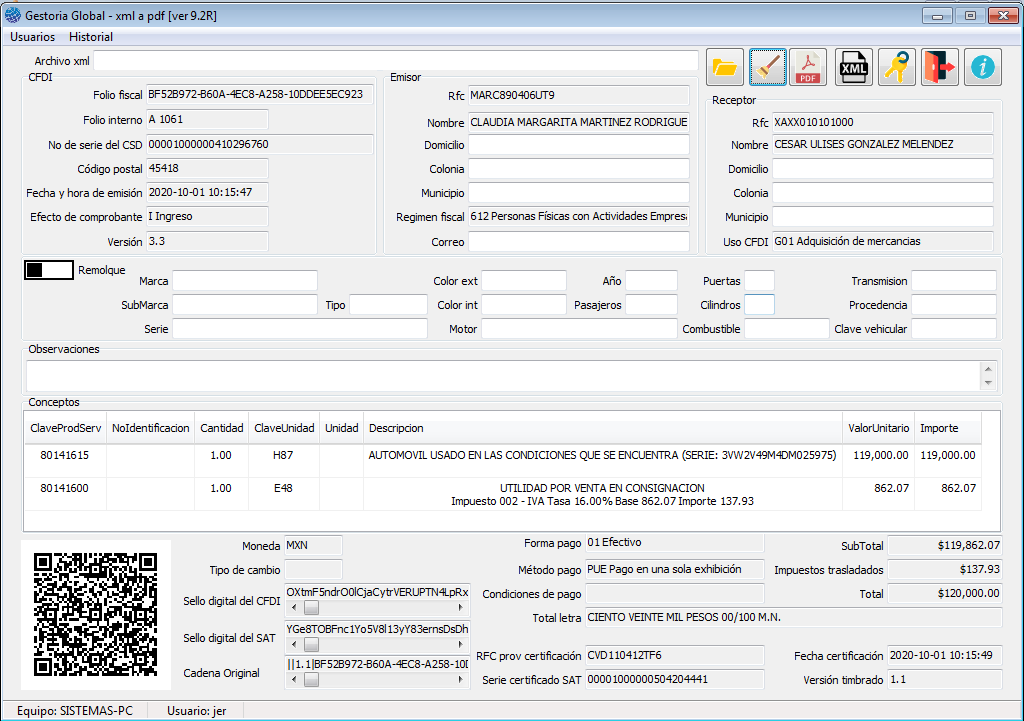 Gestoria Global - xml a pdf [ver 9.2R]
Usuarios Historial
Archivo xml
PDF XML
CFDI
Folio fiscal BF52B972-B60A-4EC8-A258-10DDEE5EC923
Folio interno A 1061
No de serie del CSD 00001000000410296760
Código postal 45418
Fecha y hora de emisión 2020-10-01 10:15:47
Efecto de comprobante I Ingreso
Versión 3.3
Emisor
Rfc MARC890406UT9
Nombre CLAUDIA MARGARITA MARTINEZ RODRIGUE
Domicilio
Colonia
Municipio
Regimen fiscal 612 Personas Físicas con Actividades Empresa
Correo
Receptor
Rfc XAXX010101000
Nombre CESAR ULISES GONZALEZ MELENDEZ
Domicilio
Colonia
Municipio
Uso CFDI G01 Adquisición de mercancias
Remolque
Marca Color ext Año Puertas Transmision
SubMarca Tipo Color int Pasajeros Cilindros Procedencia
Serie Motor Combustible Clave vehicular
Observaciones
Conceptos
ClaveProdServ NoIdentificacion Cantidad ClaveUnidad Unidad Descripcion ValorUnitario Importe
80141615 1.00 H87 AUTOMOVIL USADO EN LAS CONDICIONES QUE SE ENCUENTRA (SERIE: 3VW2V49M4DM025975) 119,000.00 119,000.00
80141600 1.00 E48 UTILIDAD POR VENTA EN CONSIGNACION 862.07 862.07
Impuesto 002 - IVA Tasa 16.00% Base 862.07 Importe 137.93
Moneda MXN
Tipo de cambio
Sello digital del CFDI OXtmF5ndrO0lCjaCytrVERUPTN4LpRx
Sello digital del SAT YGe8TOBFnc1Yo5V8l13yY83ernsDsDh
Cadena Original ||1.1|BF52B972-B60A-4EC8-A258-10D
Forma pago 01 Efectivo
Método pago PUE Pago en una sola exhibición
Condiciones de pago
Total letra CIENTO VEINTE MIL PESOS 00/100 M.N.
RFC prov certificación CVD110412TF6
Serie certificado SAT 00001000000504204441
SubTotal $119,862.07
Impuestos trasladados $137.93
Total $120,000.00
Fecha certificación 2020-10-01 10:15:49
Versión timbrado 1.1
Equipo: SISTEMAS-PC Usuario: jer